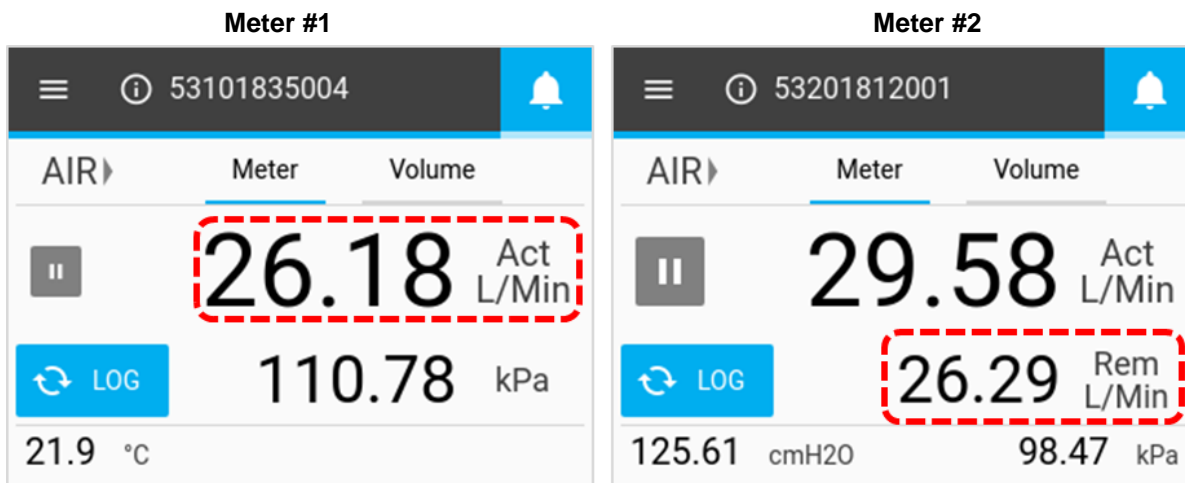 Meter #1
53101835004
AIR
Meter Volume
26.18 Act L/Min
LOG
110.78 kPa
21.9 °C
Meter #2
53201812001
AIR
Meter Volume
29.58 Act L/Min
LOG
26.29 Rem L/Min
125.61 cmH2O 98.47 kPa